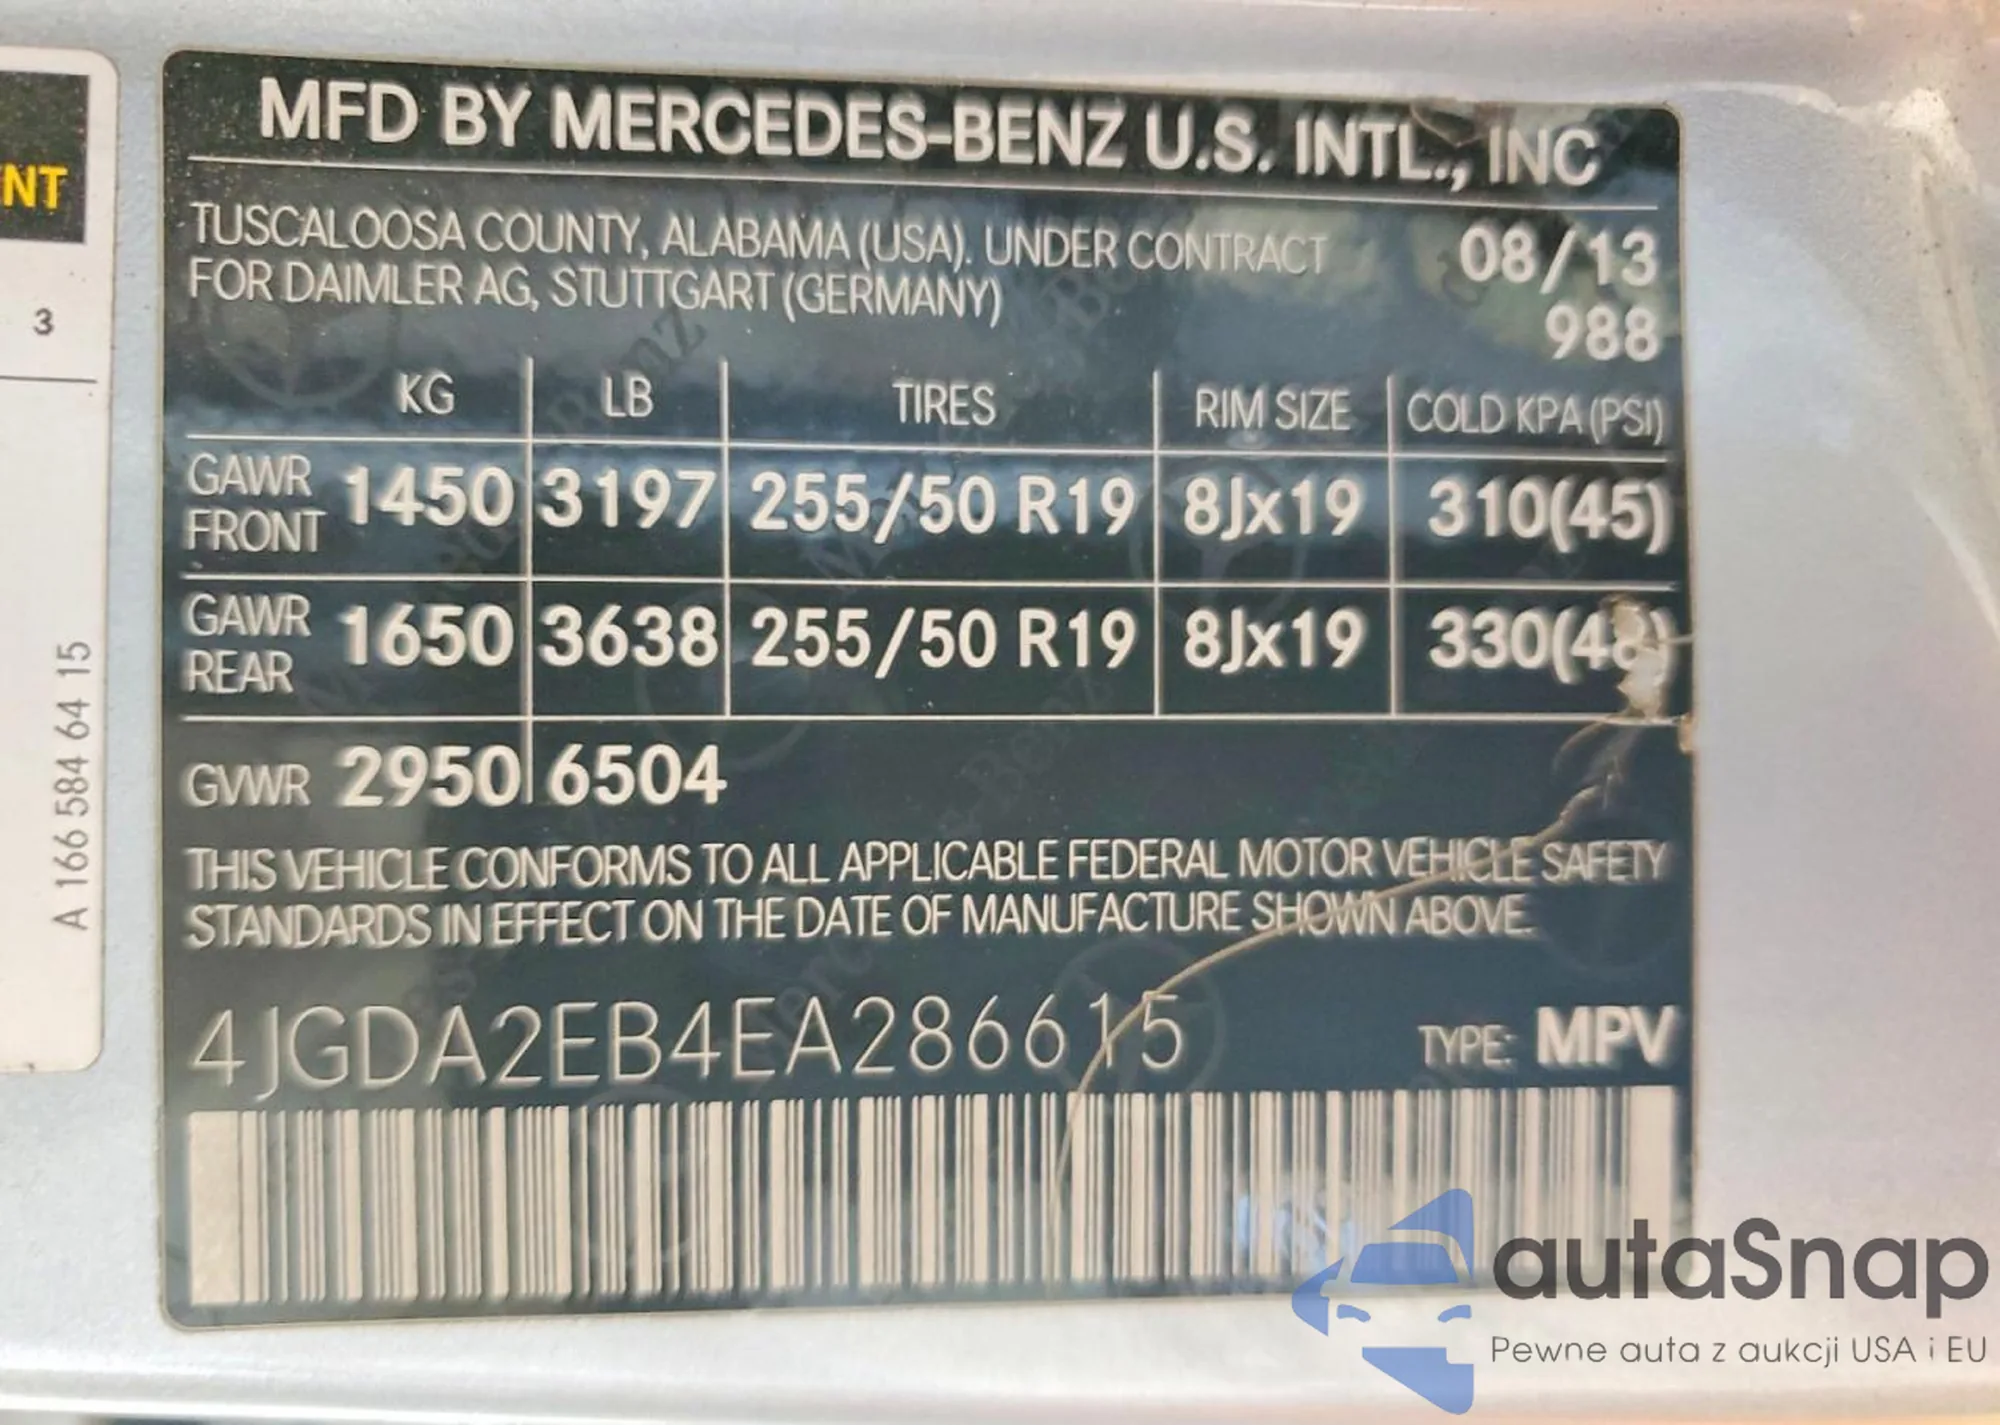 NT
3
A 166 584 64 15
MFD BY MERCEDES-BENZ U.S. INTL., INC
TUSCALOOSA COUNTY, ALABAMA (USA). UNDER CONTRACT
FOR DAIMLER AG, STUTTGART (GERMANY)
08/13
988
KG LB TIRES RIM SIZE COLD KPA (PSI)
GAWR FRONT 1450 3197 255/50 R19 8Jx19 310(45)
GAWR REAR 1650 3638 255/50 R19 8Jx19 330(48)
GVWR 2950 6504
THIS VEHICLE CONFORMS TO ALL APPLICABLE FEDERAL MOTOR VEHICLE SAFETY
STANDARDS IN EFFECT ON THE DATE OF MANUFACTURE SHOWN ABOVE.
4JGDA2EB4EA286615 TYPE: MPV
autaSnap
Pewne auta z aukcji USA i EU